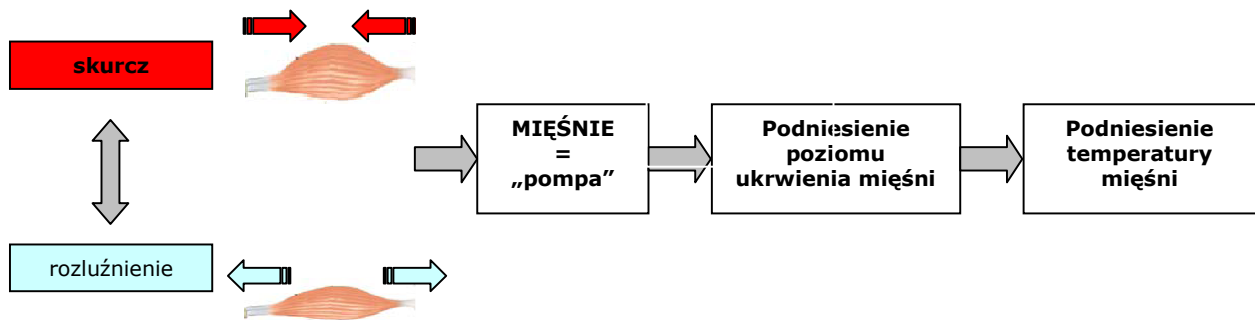 skurcz
rozluźnienie
MIĘŚNIE
=
„pompa”
Podniesienie
poziomu
ukrwienia mięśni
Podniesienie
temperatury
mięśni